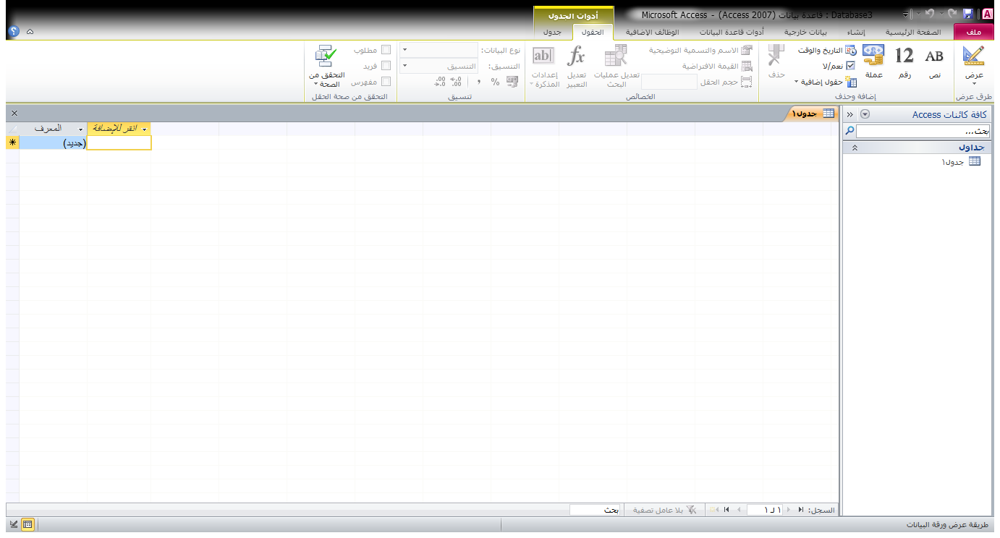 Database3 : قاعدة بيانات (Access 2007) - Microsoft Access
أدوات الجدول
ملف
الصفحة الرئيسية
إنشاء
بيانات خارجية
أدوات قاعدة البيانات
الوظائف الإضافية
الحقول
جدول
عرض
طرق عرض
AB
نص
12
رقم
عملة
التاريخ والوقت
نعم/لا
حقول إضافية
حذف
إضافة وحذف
الاسم والتسمية التوضيحية
القيمة الافتراضية
حجم الحقل
تعديل عمليات البحث
fx
تعديل التعبير
ab
إعدادات المذكرة
الخصائص
نوع البيانات:
التنسيق: التنسيق
%
,
تنسيق
مطلوب
فريد
مفهرس
التحقق من الصحة
التحقق من صحة الحقل
كافة كائنات Access
بحث...
جداول
جدول١
جدول١
المعرف
انقر للإضافة
(جديد)
السجل: ١ لـ ١
بلا عامل تصفية
بحث
طريقة عرض ورقة البيانات